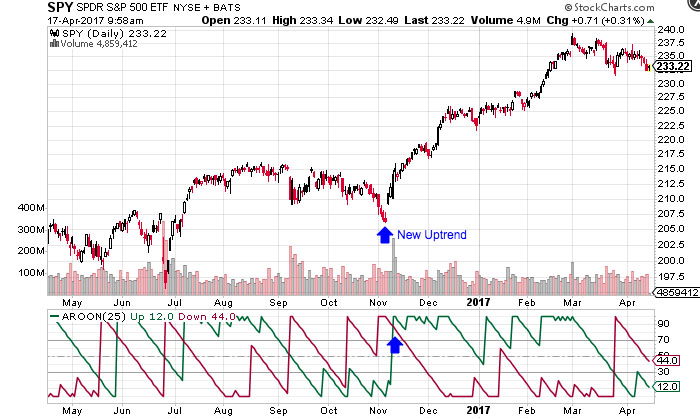 SPY SPDR S&P 500 ETF NYSE + BATS
© StockCharts.com
17-Apr-2017 9:58am
Open 233.11 High 233.34 Low 232.49 Last 233.22 Volume 4.9M Chg +0.71 (+0.31%)
SPY (Daily) 233.22
Volume 4,859,412
240.0
237.5
235.0
233.22
230.0
227.5
225.0
222.5
220.0
217.5
215.0
212.5
210.0
207.5
205.0
202.5
200.0
197.5
4859412
400M
300M
200M
100M
New Uptrend
May Jun Jul Aug Sep Oct Nov Dec 2017 Feb Mar Apr
AROON(25) Up 12.0 Down 44.0
90
70
50
44.0
30
12.0
May Jun Jul Aug Sep Oct Nov Dec 2017 Feb Mar Apr